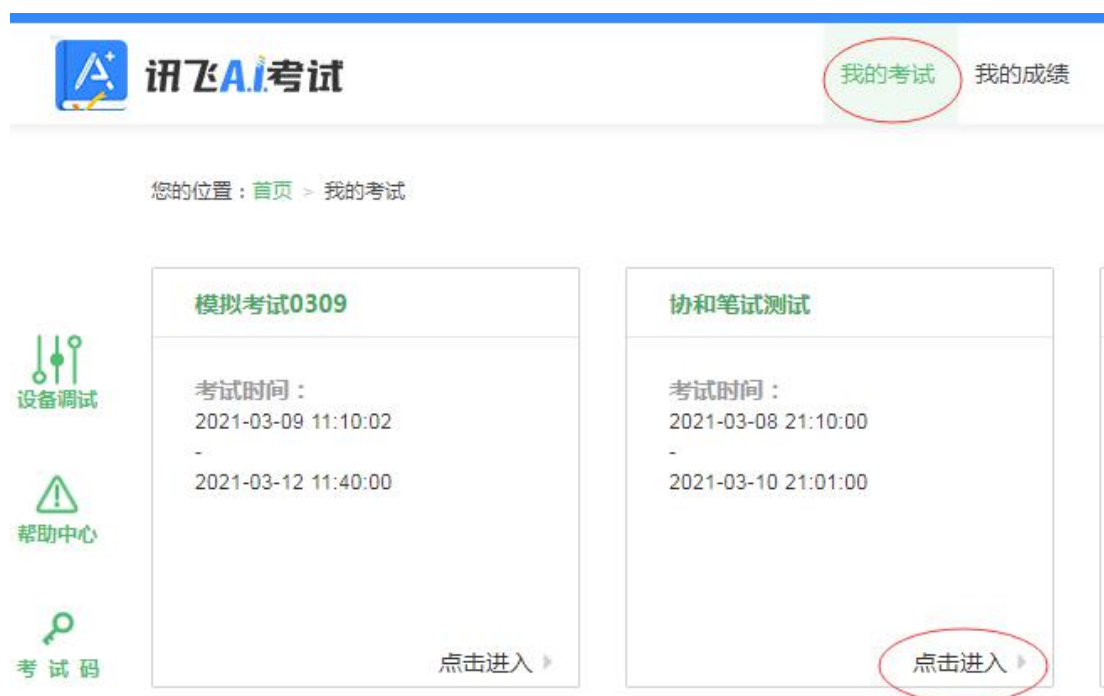 讯飞A.I.考试
我的考试 我的成绩
您的位置：首页 > 我的考试
模拟考试0309
考试时间：
2021-03-09 11:10:02
-
2021-03-12 11:40:00
点击进入
协和笔试测试
考试时间：
2021-03-08 21:10:00
-
2021-03-10 21:01:00
点击进入
设备调试
帮助中心
考试码